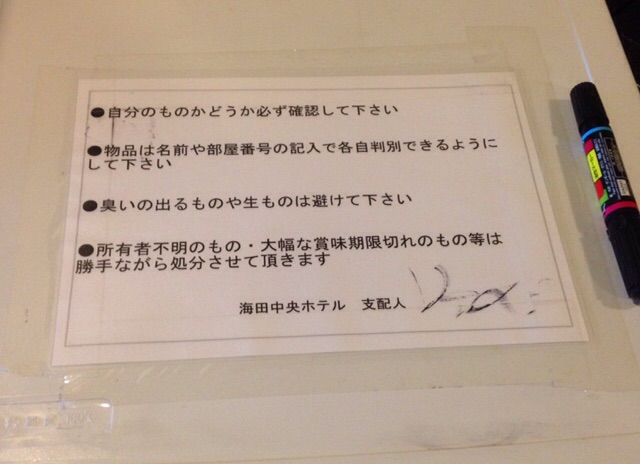 ●自分のものかどうか必ず確認して下さい
●物品は名前や部屋番号の記入で各自判別できるように
して下さい
●臭いの出るものや生ものは避けて下さい
●所有者不明のもの・大幅な賞味期限切れのもの等は
勝手ながら処分させて頂きます
海田中央ホテル 支配人